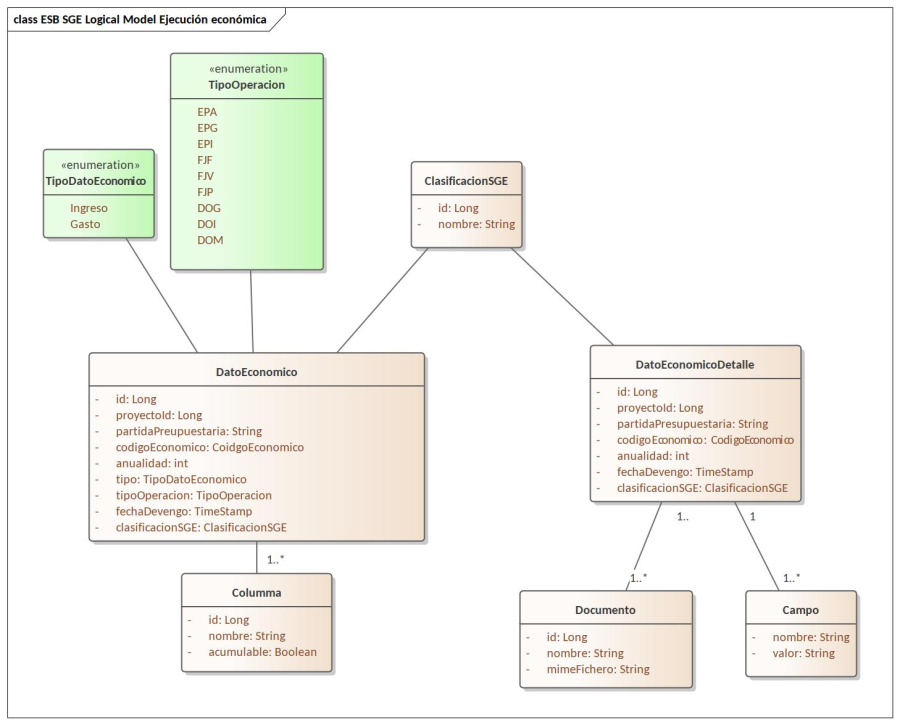 class ESB SGE Logical Model Ejecución económica
«enumeration»
TipoOperacion
EPA
EPG
EPI
FJF
FJV
FJP
DOG
DOI
DOM
«enumeration»
TipoDatoEconomico
Ingreso
Gasto
ClasificacionSGE
- id: Long
- nombre: String
DatoEconomico
- id: Long
- proyectoId: Long
- partidaPreupuestaria: String
- codigoEconomico: CoidgoEconomico
- anualidad: int
- tipo: TipoDatoEconomico
- tipoOperacion: TipoOperacion
- fechaDevengo: TimeStamp
- clasificacionSGE: ClasificacionSGE
DatoEconomicoDetalle
- id: Long
- proyectoId: Long
- partidaPresupuestaria: String
- codigoEconomico: CodigoEconomico
- anualidad: int
- fechaDevengo: TimeStamp
- clasificacionSGE: ClasificacionSGE
1..*
1..
1
1..*
1..*
Columma
- id: Long
- nombre: String
- acumulable: Boolean
Documento
- id: Long
- nombre: String
- mimeFichero: String
Campo
- nombre: String
- valor: String